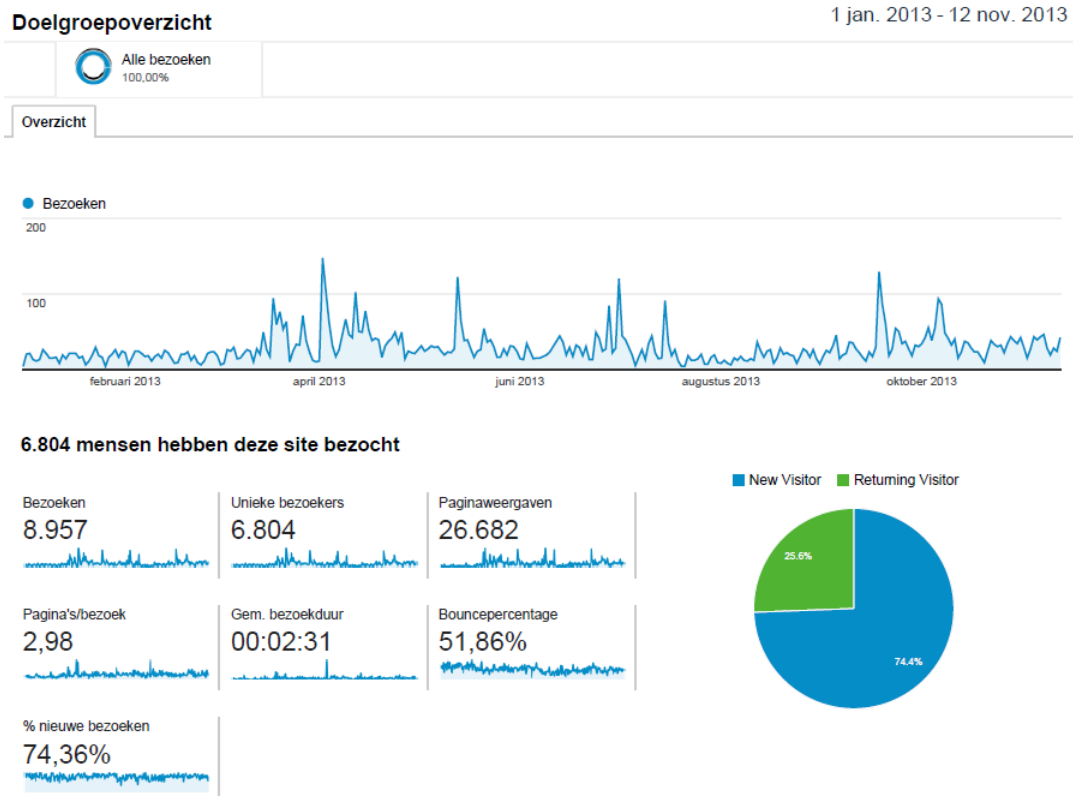 Doelgroepoverzicht
1 jan. 2013 - 12 nov. 2013
Alle bezoeken
100,00%
Overzicht
Bezoeken
200
100
februari 2013
april 2013
juni 2013
augustus 2013
oktober 2013
6.804 mensen hebben deze site bezocht
New Visitor
Returning Visitor
Bezoeken
8.957
Unieke bezoekers
6.804
Paginaweergaven
26.682
Pagina's/bezoek
2,98
Gem. bezoekduur
00:02:31
Bouncepercentage
51,86%
% nieuwe bezoeken
74,36%
25.6%
74.4%